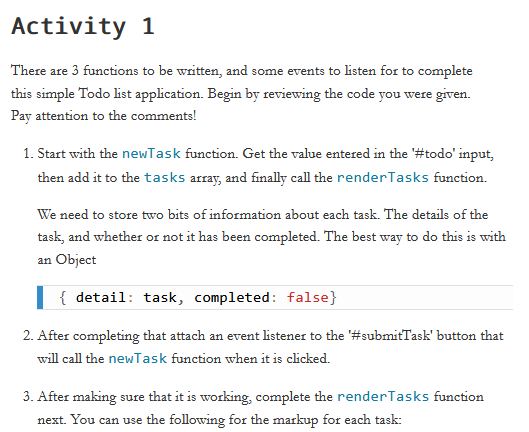 Activity 1
There are 3 functions to be written, and some events to listen for to complete
this simple Todo list application. Begin by reviewing the code you were given.
Pay attention to the comments!
1. Start with the newTask function. Get the value entered in the '#todo' input,
then add it to the tasks array, and finally call the renderTasks function.
We need to store two bits of information about each task. The details of the
task, and whether or not it has been completed. The best way to do this is with
an Object
{ detail: task, completed: false}
2. After completing that attach an event listener to the '#submitTask' button that
will call the newTask function when it is clicked.
3. After making sure that it is working, complete the renderTasks function
next. You can use the following for the markup for each task: